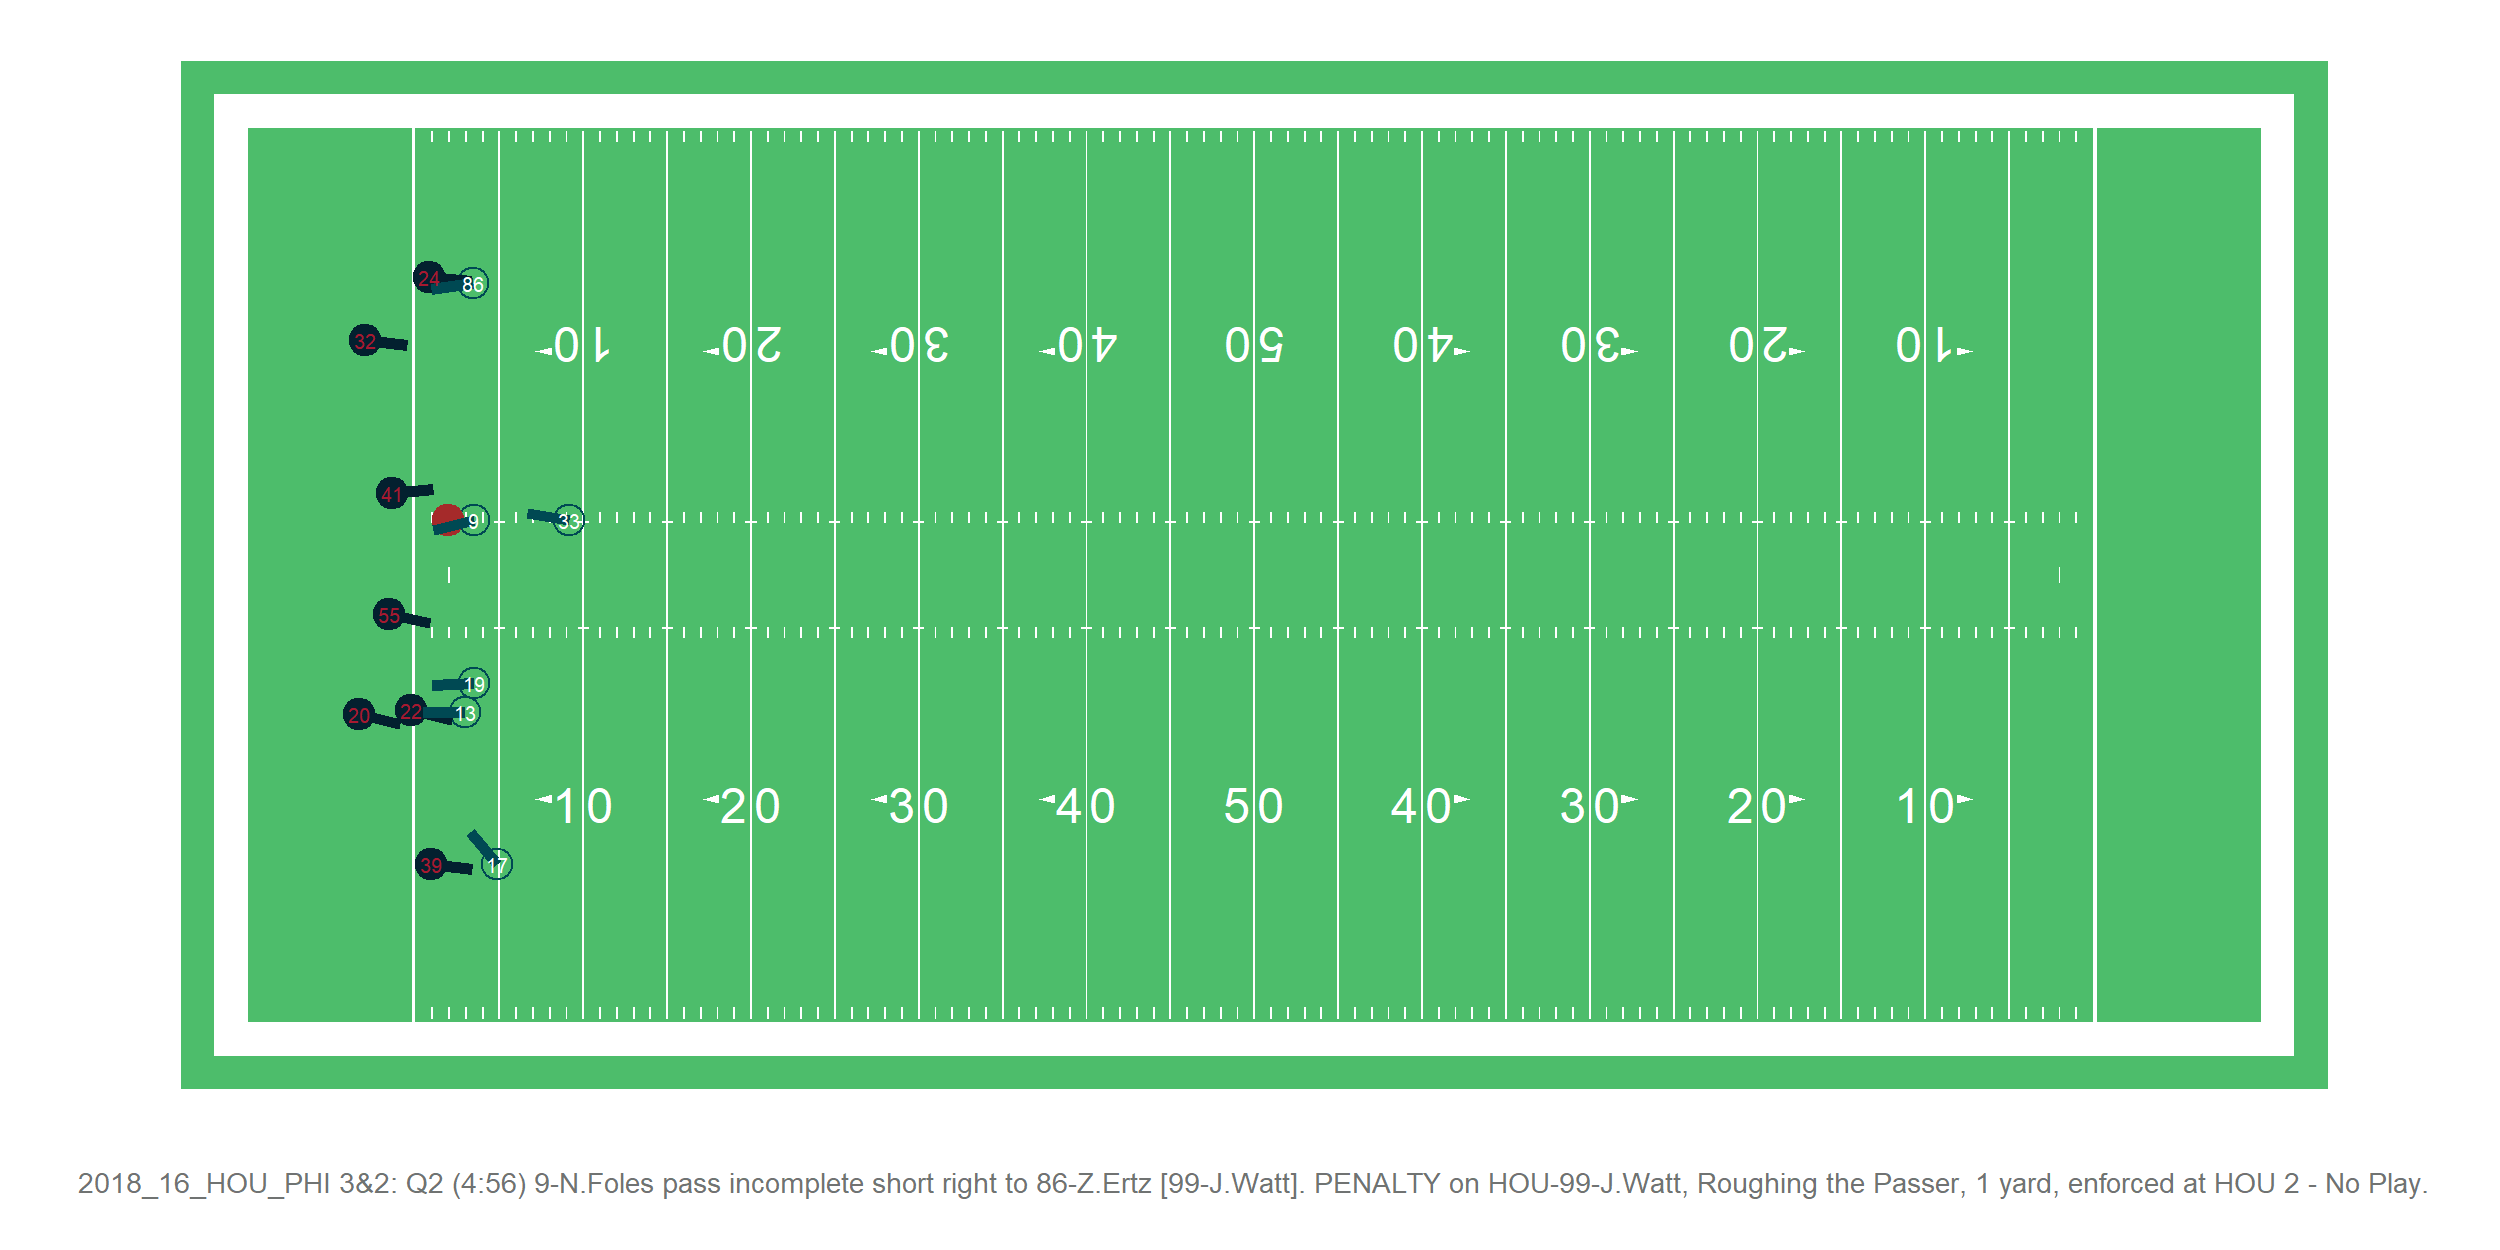 24
86
32
10 20 30 40 50 40 30 20 10
41
9 33
55
19
20 22 13
10 20 30 40 50 40 30 20 10
39 17
2018_16_HOU_PHI 3&2: Q2 (4:56) 9-N.Foles pass incomplete short right to 86-Z.Ertz [99-J.Watt]. PENALTY on HOU-99-J.Watt, Roughing the Passer, 1 yard, enforced at HOU 2 - No Play.